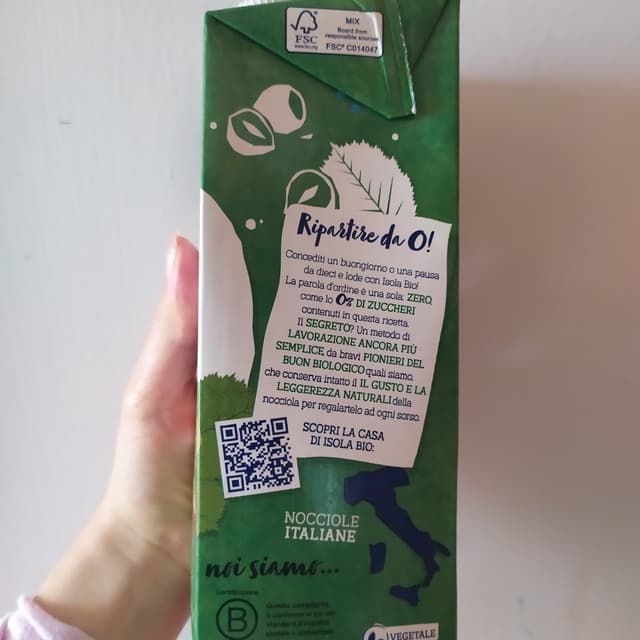 MIX
Board from
responsible sources
FSC
www.fsc.org
FSC® C014047
Ripartire da 0!
Concediti un buongiorno o una pausa
da dieci e lode con Isola Bio!
La parola d'ordine è una sola: ZERO,
come lo 0% DI ZUCCHERI
contenuti in questa ricetta.
Il SEGRETO? Un metodo di
LAVORAZIONE ANCORA PIÙ
SEMPLICE, da bravi PIONIERI DEL
BUON BIOLOGICO quali siamo,
che conserva intatto il IL GUSTO E LA
LEGGEREZZA NATURALI della
nocciola per regalartelo ad ogni sorso.
SCOPRI LA CASA
DI ISOLA BIO:
NOCCIOLE
ITALIANE
noi siamo...
B
Questa
VEGETALE